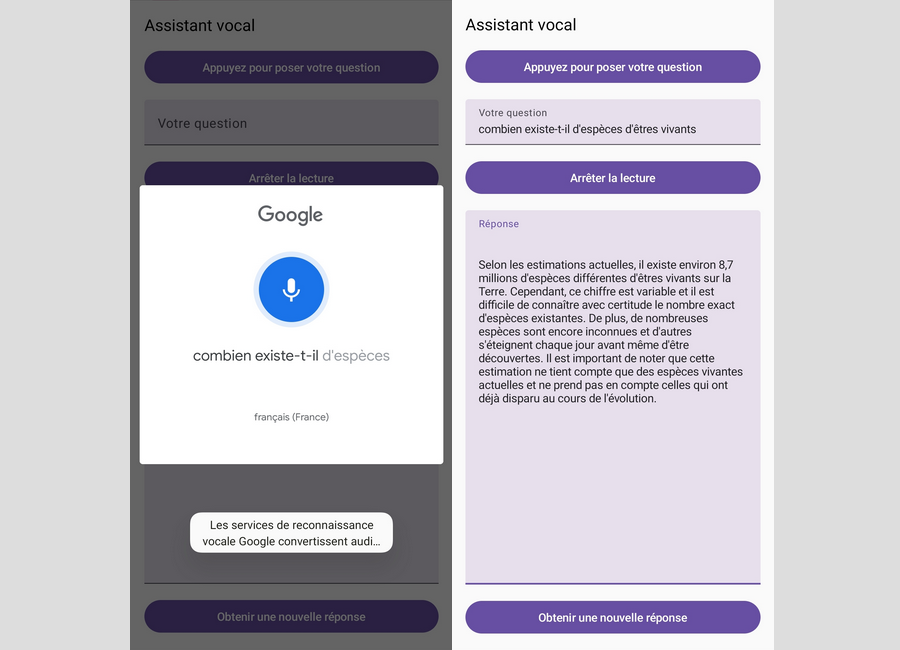 Assistant vocal
Appuyez pour poser votre question
Votre question
Arrêter la lecture
Google
combien existe-t-il d'espèces
français (France)
Les services de reconnaissance
vocale Google convertissent audi...
Obtenir une nouvelle réponse
Assistant vocal
Appuyez pour poser votre question
Votre question
combien existe-t-il d'espèces d'êtres vivants
Arrêter la lecture
Réponse
Selon les estimations actuelles, il existe environ 8,7
millions d'espèces différentes d'êtres vivants sur la
Terre. Cependant, ce chiffre est variable et il est
difficile de connaître avec certitude le nombre exact
d'espèces existantes. De plus, de nombreuses
espèces sont encore inconnues et d'autres
s'éteignent chaque jour avant même d'être
découvertes. Il est important de noter que cette
estimation ne tient compte que des espèces vivantes
actuelles et ne prend pas en compte celles qui ont
déjà disparu au cours de l'évolution.
Obtenir une nouvelle réponse